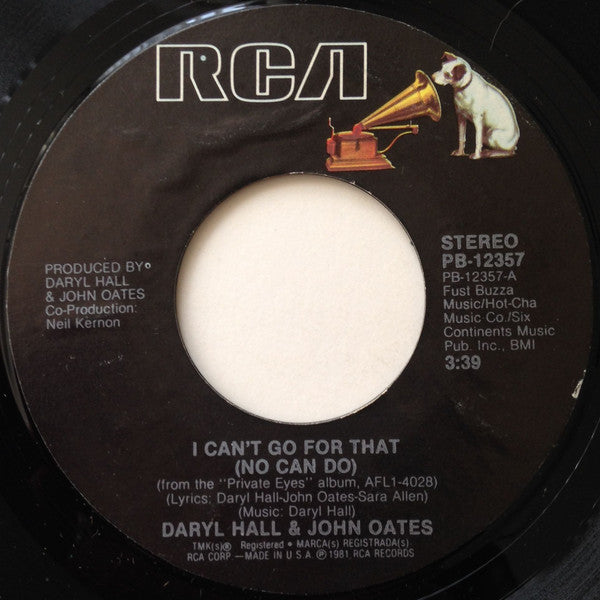 RCA
STEREO
PB-12357
PB-12357-A
Fust Buzza
Music/Hot-Cha
Music Co./Six
Continents Music
Pub. Inc., BMI
3:39
PRODUCED BY
DARYL HALL
& JOHN OATES
Co-Production:
Neil Kernon
I CAN'T GO FOR THAT
(NO CAN DO)
(from the "Private Eyes" album, AFL1-4028)
(Lyrics: Daryl Hall-John Oates-Sara Allen)
(Music: Daryl Hall)
DARYL HALL & JOHN OATES
TMK(s)® Registered • MARCA(s) REGISTRADA(s)
RCA CORP—MADE IN U.S.A. ℗1981 RCA RECORDS